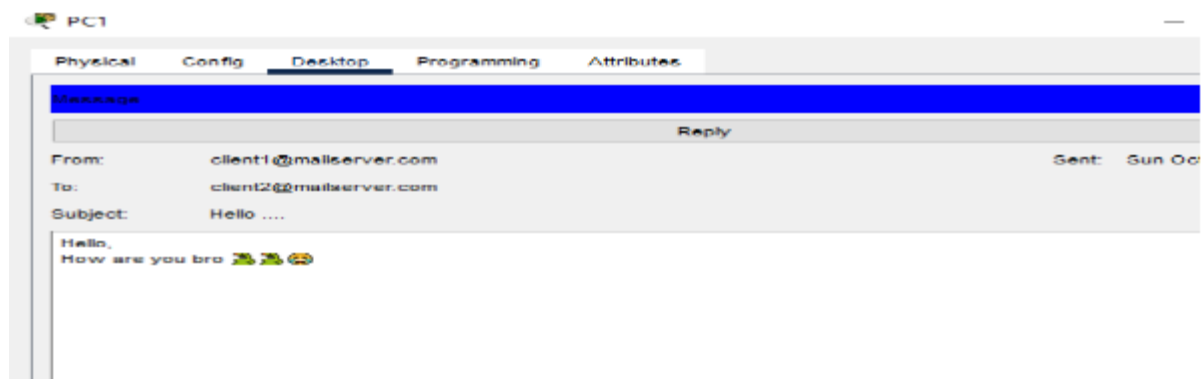 PC1
Physical Config Desktop Programming Attributes
Message
Reply
From: client1@mailserver.com Sent: Sun Oc
To: client2@mailserver.com
Subject: Hello ....
Hello,
How are you bro